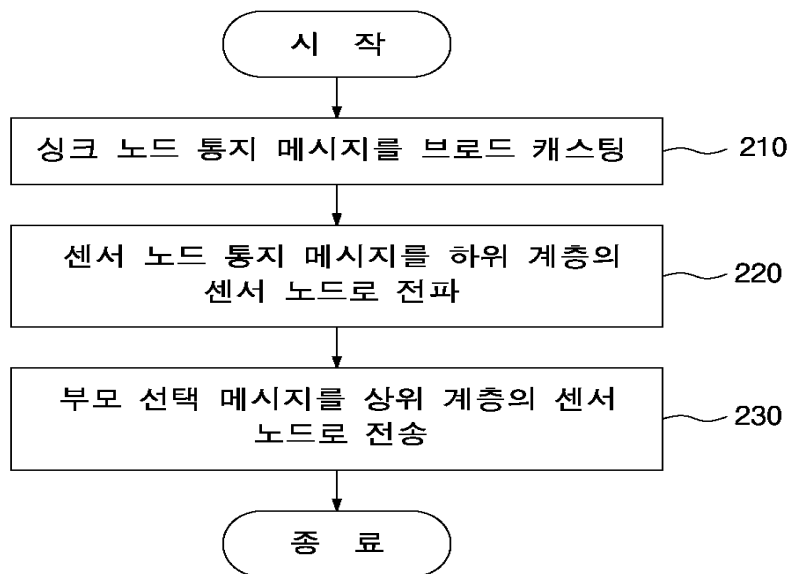 시 작
싱크 노드 통지 메시지를 브로드 캐스팅
210
센서 노드 통지 메시지를 하위 계층의
센서 노드로 전파
220
부모 선택 메시지를 상위 계층의 센서
노드로 전송
230
종 료